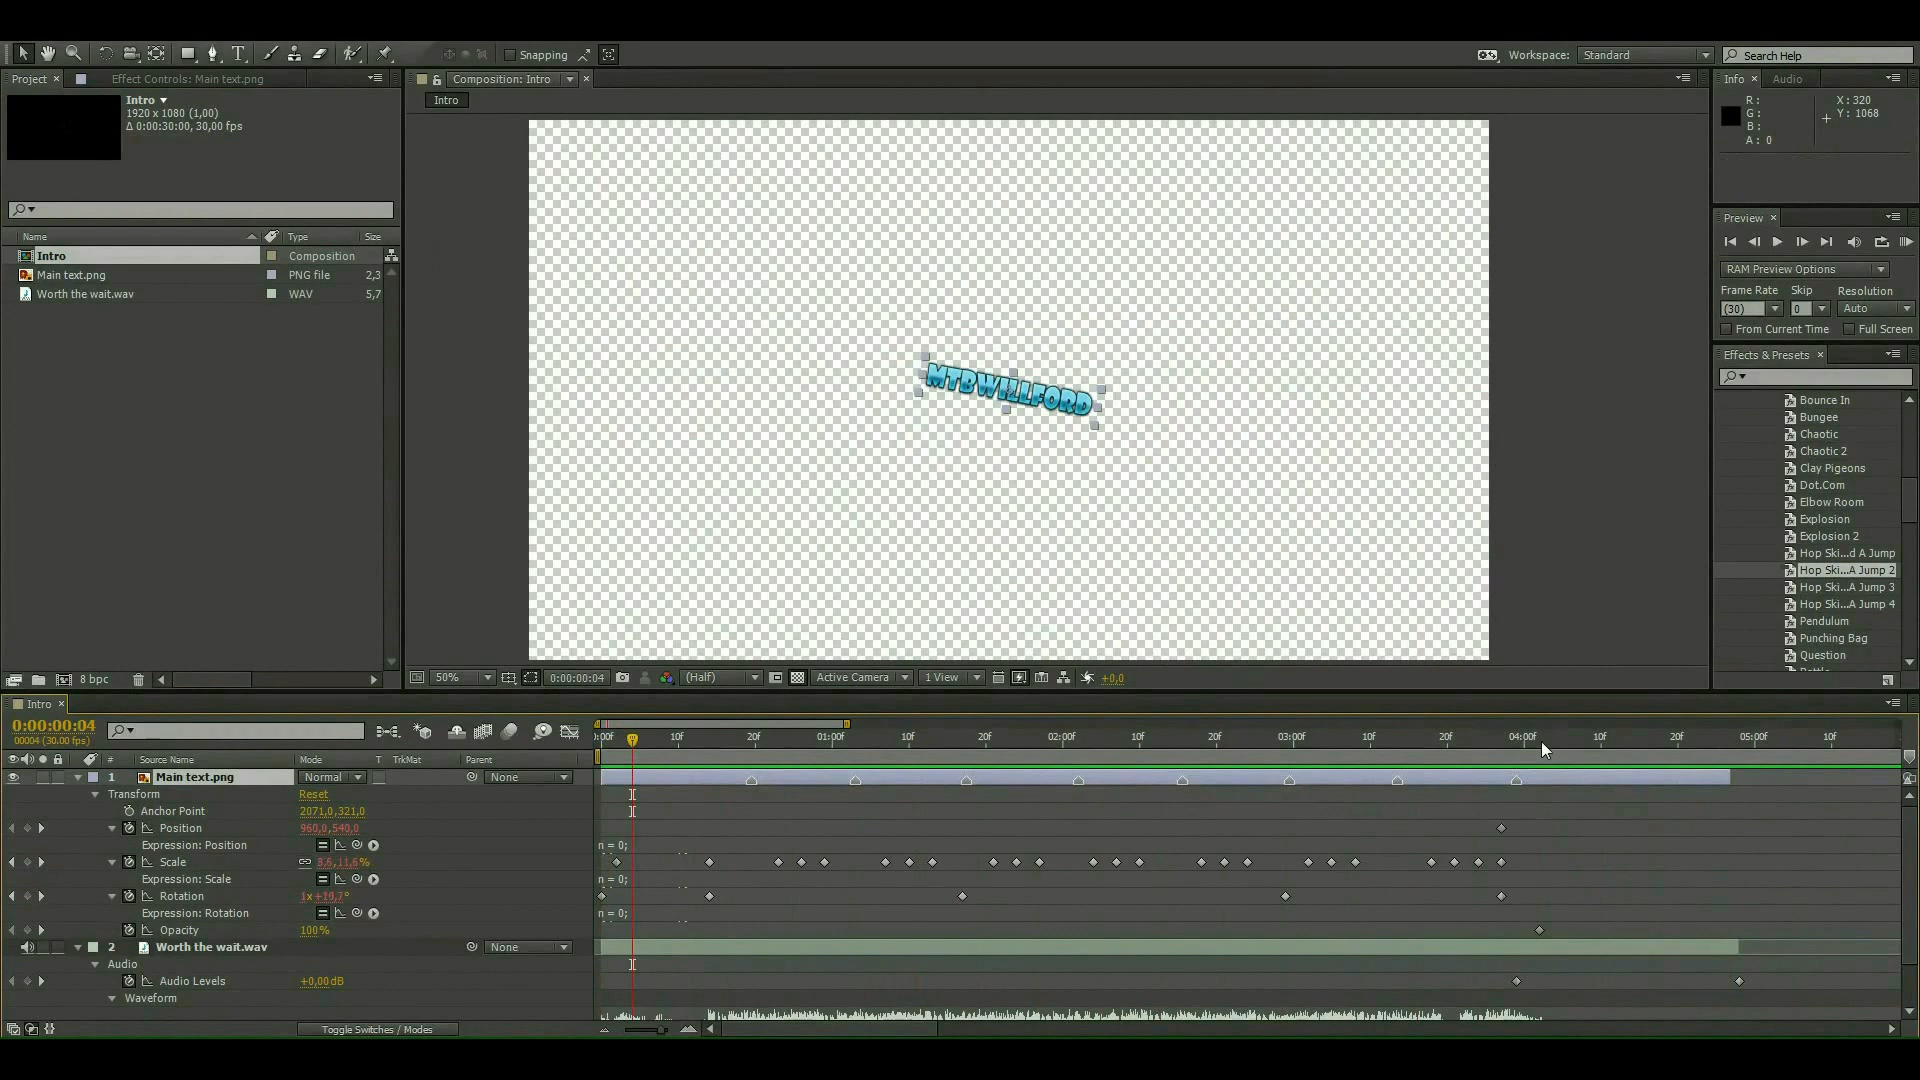 Snapping
Workspace: Standard
Search Help
Project
Effect Controls: Main text.png
Composition: Intro
Info
Audio
Intro
1920 x 1080 (1,00)
Δ 0:00:30:00, 30,00 fps
Intro
R :
G :
B :
A : 0
X : 320
Y : 1068
Preview
RAM Preview Options
Frame Rate Skip Resolution
(30) 0 Auto
From Current Time Full Screen
Name Type Size
Intro Composition
Main text.png PNG file 2,3
Worth the wait.wav WAV 5,7
MTBWILLFORD
Effects & Presets
Bounce In
Bungee
Chaotic
Chaotic 2
Clay Pigeons
Dot.Com
Elbow Room
Explosion
Explosion 2
Hop Ski...d A Jump
Hop Ski...A Jump 2
Hop Ski...A Jump 3
Hop Ski...A Jump 4
Pendulum
Punching Bag
Question
8 bpc
50% 0:00:00:04 (Half) Active Camera 1 View +0,0
Intro
0:00:00:04
00004 (30.00 fps)
0:00f 10f 20f 01:00f 10f 20f 02:00f 10f 20f 03:00f 10f 20f 04:00f 10f 20f 05:00f 10f
# Source Name Mode T TrkMat Parent
1 Main text.png Normal None
Transform Reset
Anchor Point 2071,0,321,0
Position 960,0,540,0
Expression: Position n = 0;
Scale
Expression: Scale n = 0;
Rotation
Expression: Rotation n = 0;
Opacity 100%
2 Worth the wait.wav None
Audio
Audio Levels +0,00dB
Waveform
Toggle Switches / Modes